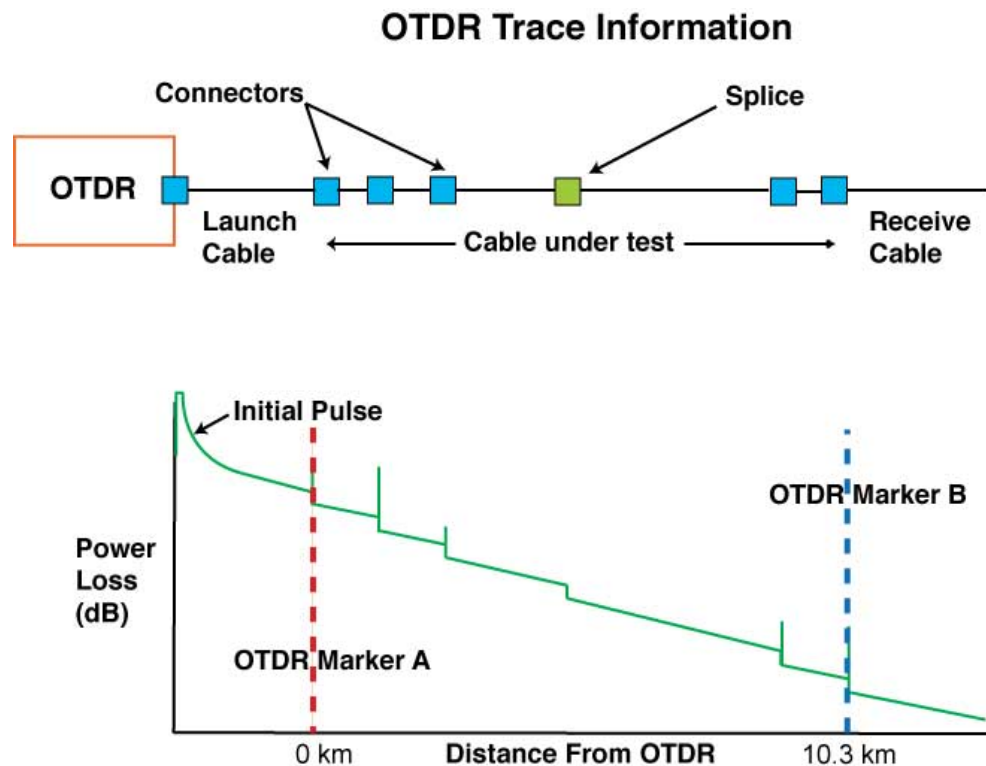 OTDR Trace Information
Connectors
Splice
OTDR
Launch
Cable
Cable under test
Receive
Cable
Initial Pulse
OTDR Marker B
Power
Loss
(dB)
OTDR Marker A
0 km
Distance From OTDR
10.3 km